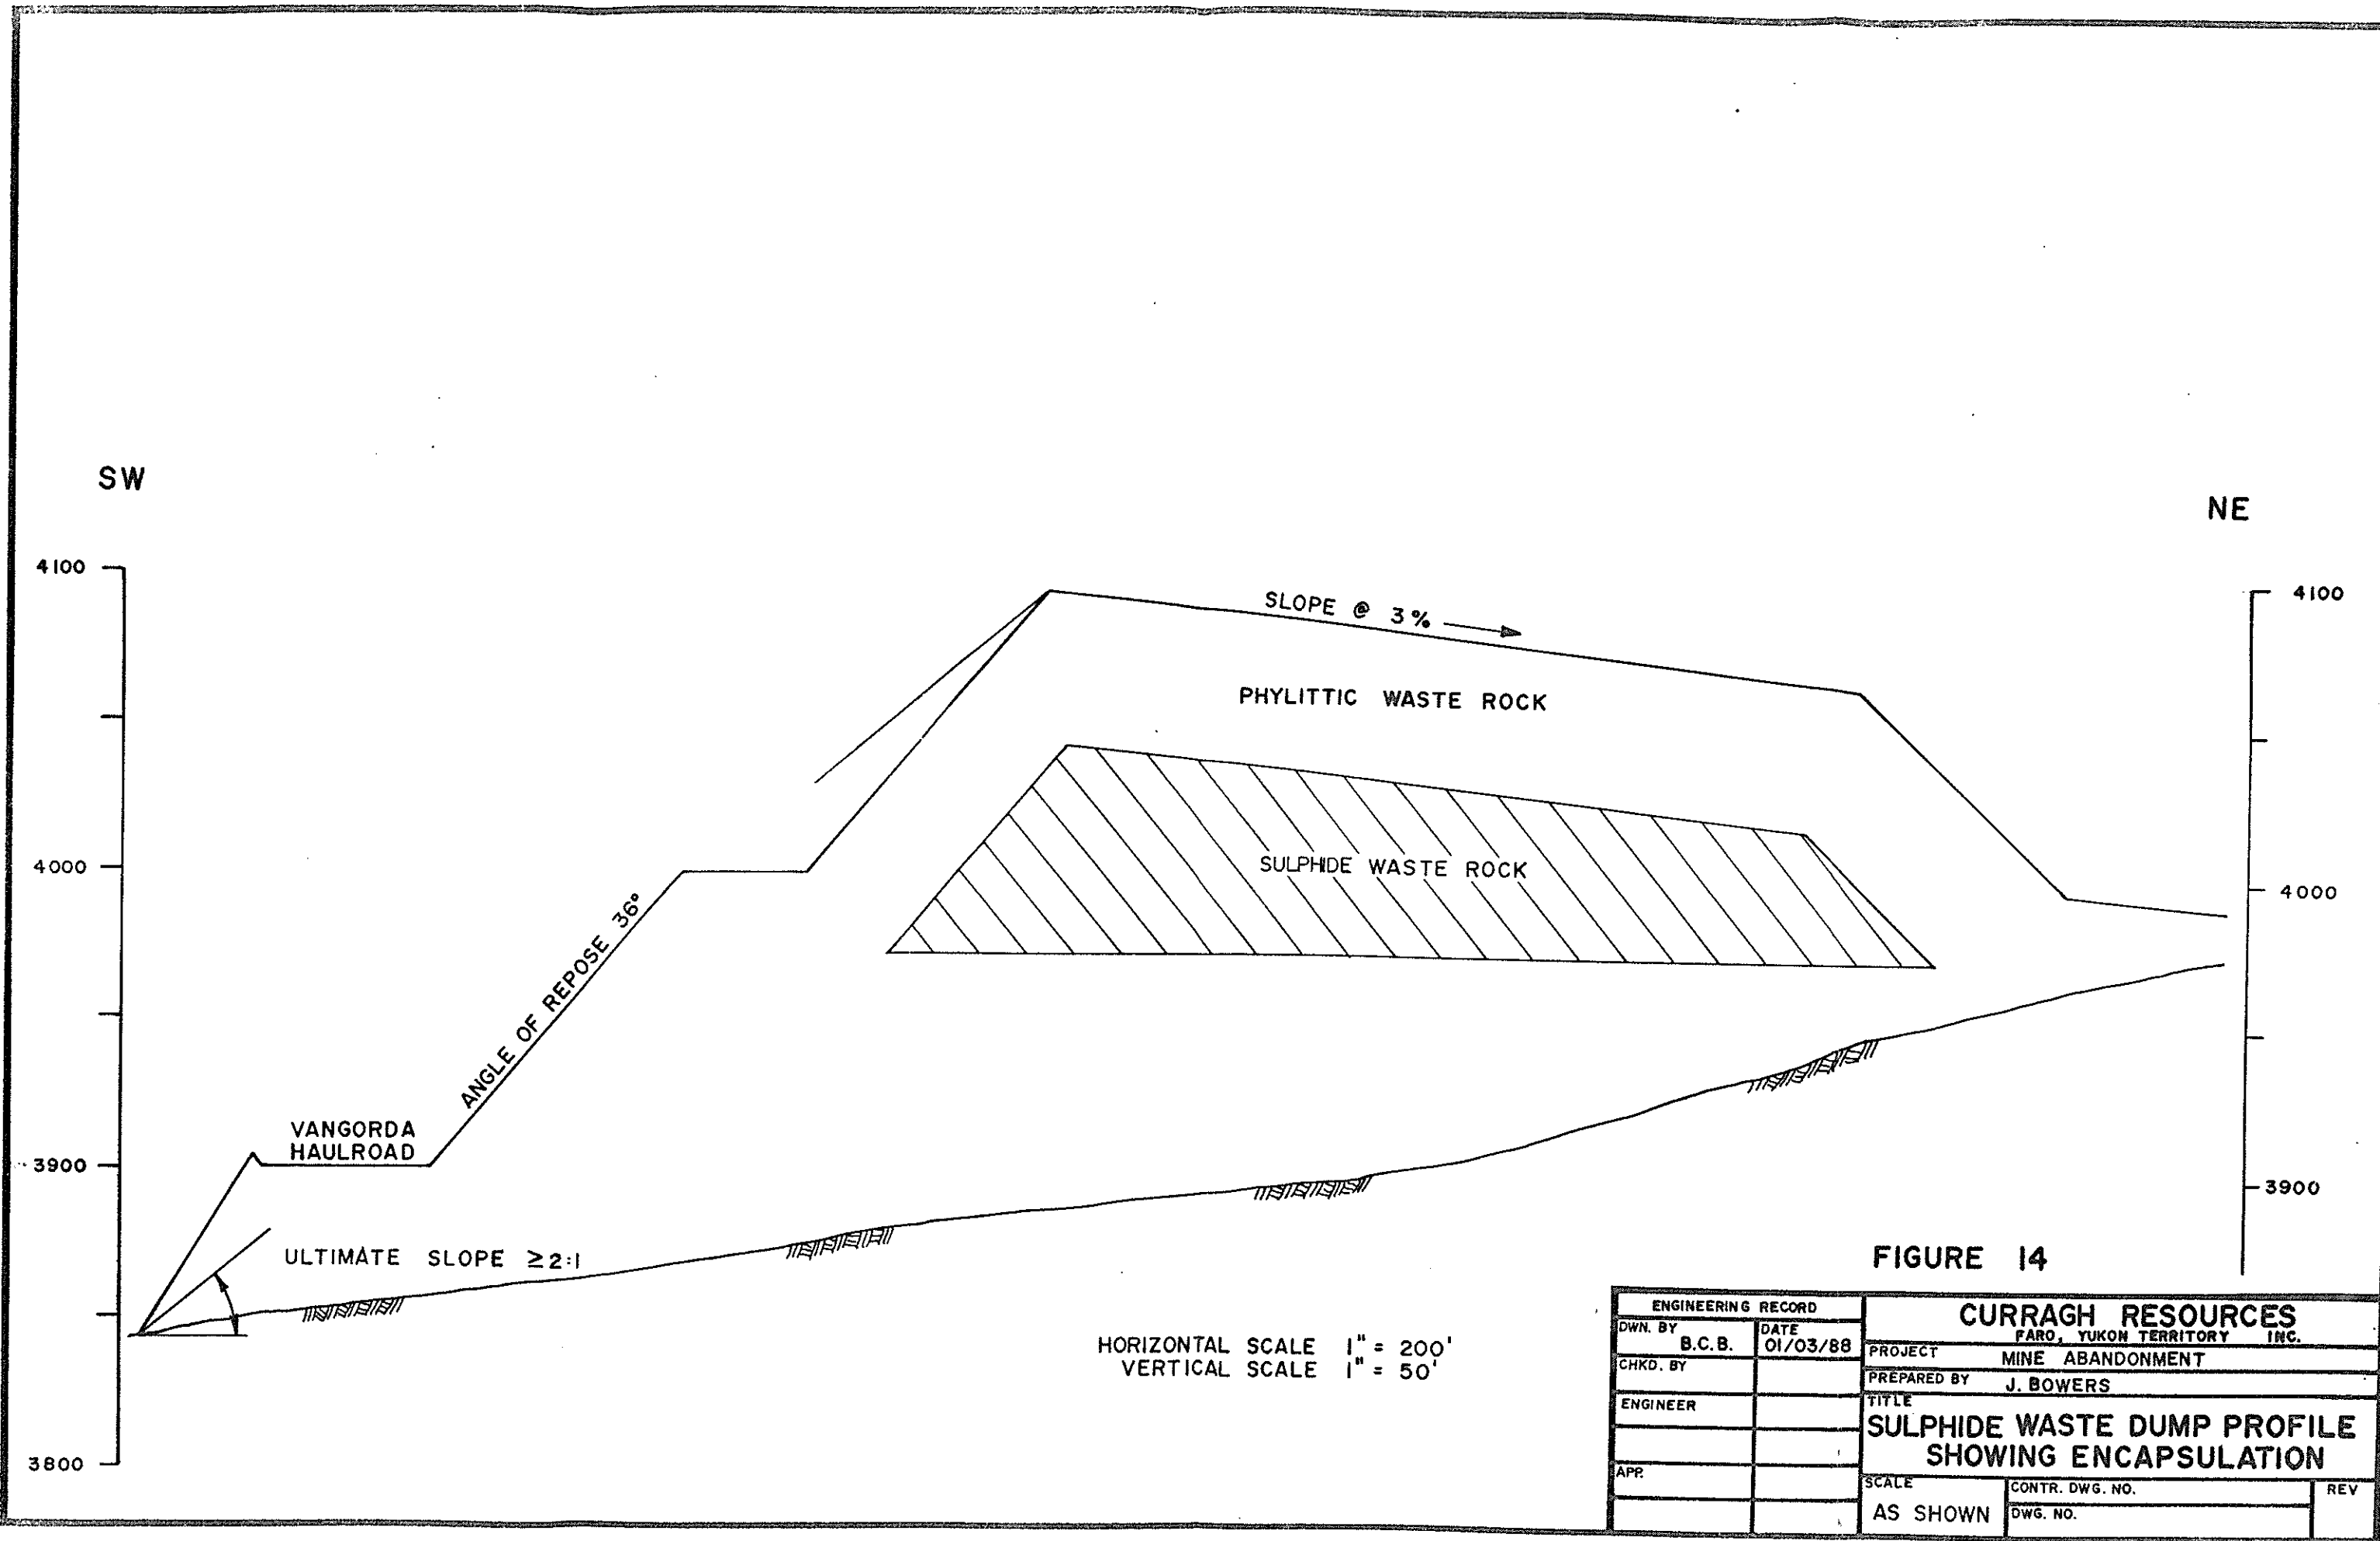 SW
NE
4100
4000
3900
3800
4100
4000
3900
SLOPE @ 3%
PHYLITTIC WASTE ROCK
SULPHIDE WASTE ROCK
ANGLE OF REPOSE 36°
VANGORDA
HAULROAD
ULTIMATE SLOPE ≥2:1
HORIZONTAL SCALE 1" = 200'
VERTICAL SCALE 1" = 50'
FIGURE 14
ENGINEERING RECORD
DWN. BY B.C.B.
DATE 01/03/88
CHKD. BY
ENGINEER
APP.
CURRAGH RESOURCES
FARO, YUKON TERRITORY INC.
PROJECT MINE ABANDONMENT
PREPARED BY J. BOWERS
TITLE
SULPHIDE WASTE DUMP PROFILE
SHOWING ENCAPSULATION
SCALE
AS SHOWN
CONTR. DWG. NO.
DWG. NO.
REV